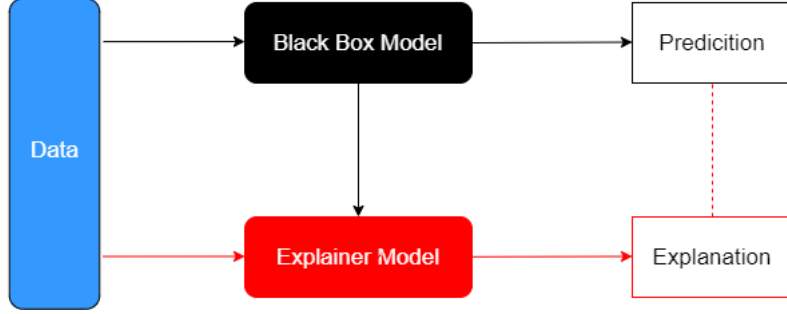 Black Box Model
Predicition
Data
Explainer Model
Explanation